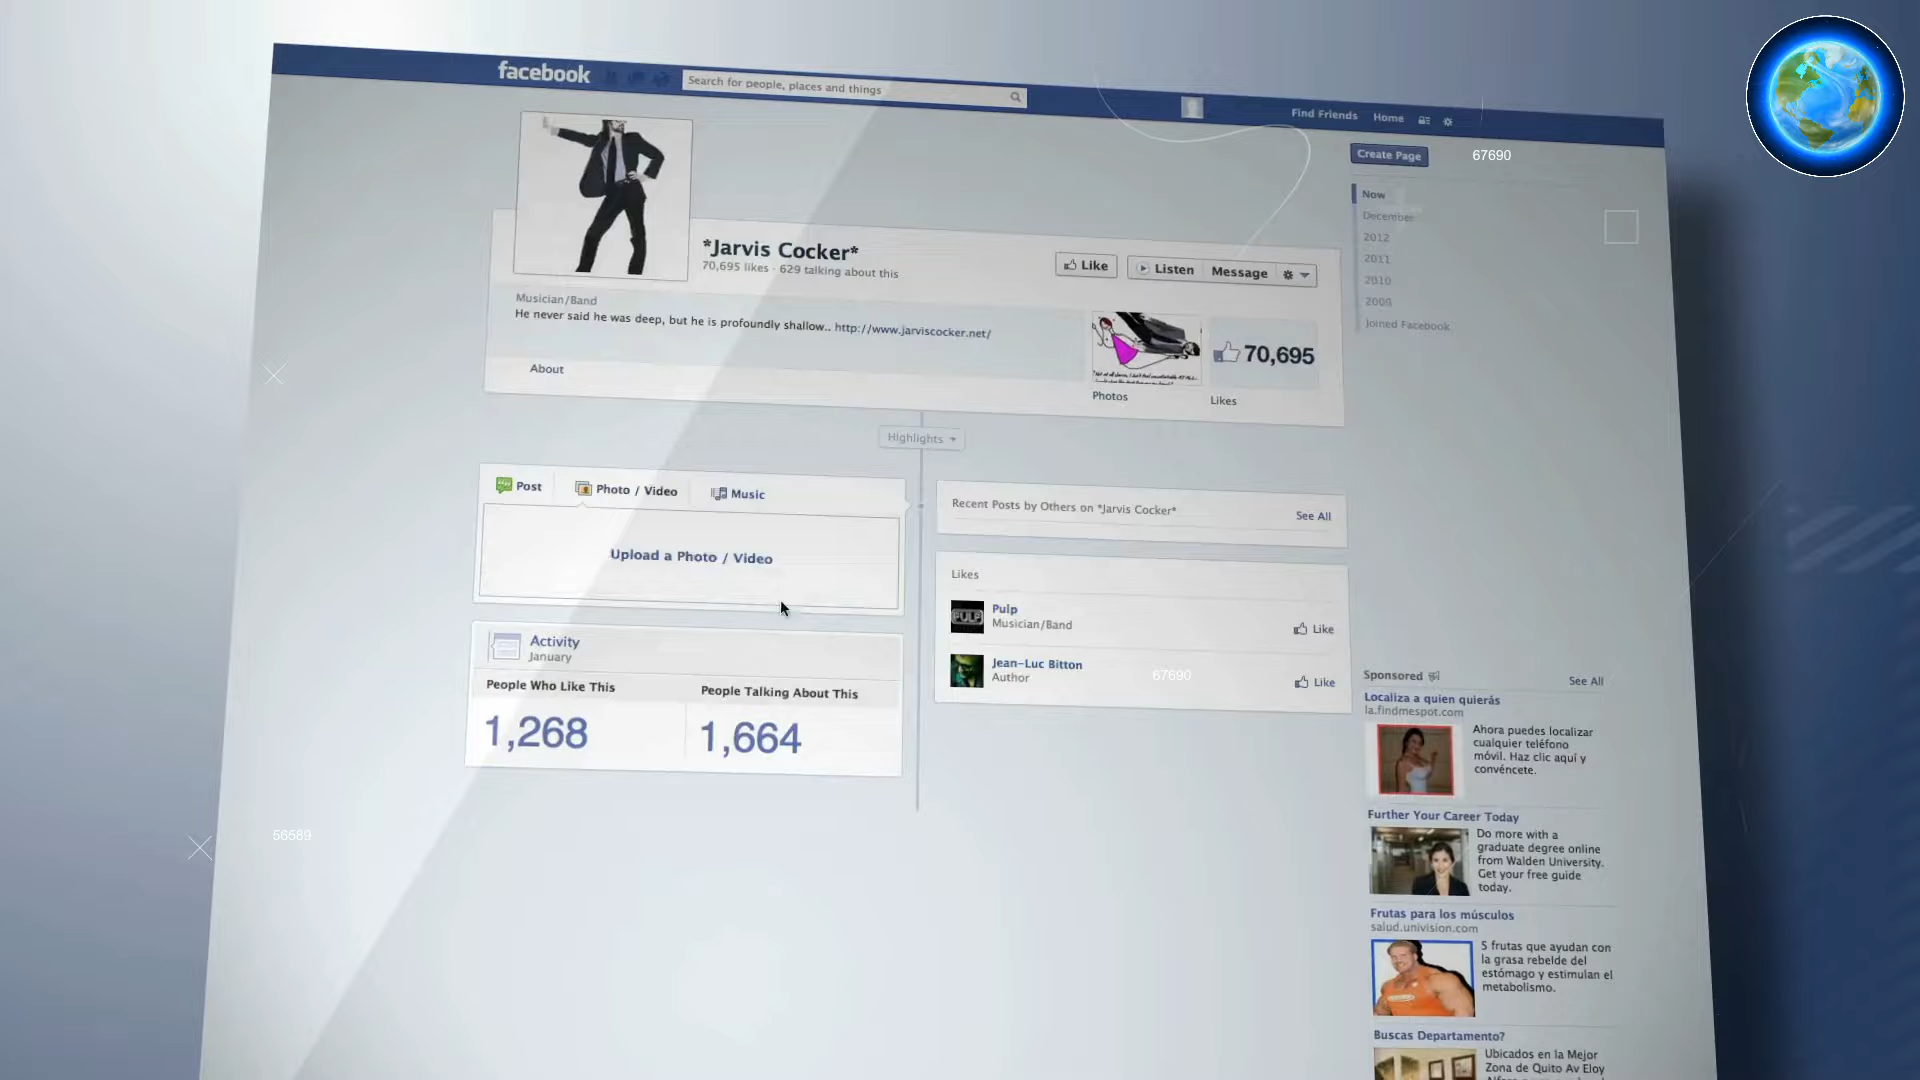 facebook
Search for people, places and things
Find Friends
Home
Create Page
67690
Now
December
2012
2011
2010
2009
Joined Facebook
*Jarvis Cocker*
70,695 likes · 629 talking about this
Like
Listen
Message
Musician/Band
He never said he was deep, but he is profoundly shallow.. http://www.jarviscocker.net/
About
Photos
70,695
Likes
Highlights
Post
Photo / Video
Music
Upload a Photo / Video
Recent Posts by Others on *Jarvis Cocker*
See All
Likes
PULP
Pulp
Musician/Band
Like
Jean-Luc Bitton
Author
67690
Like
Activity
January
People Who Like This
People Talking About This
1,268
1,664
56589
Sponsored
See All
Localiza a quien quierás
la.findmespot.com
Ahora puedes localizar
cualquier teléfono
móvil. Haz clic aquí y
convéncete.
Further Your Career Today
Do more with a
graduate degree online
from Walden University.
Get your free guide
today.
Frutas para los músculos
salud.univision.com
5 frutas que ayudan con
la grasa rebelde del
estómago y estimulan el
metabolismo.
Buscas Departamento?
Ubicados en la Mejor
Zona de Quito Av Eloy